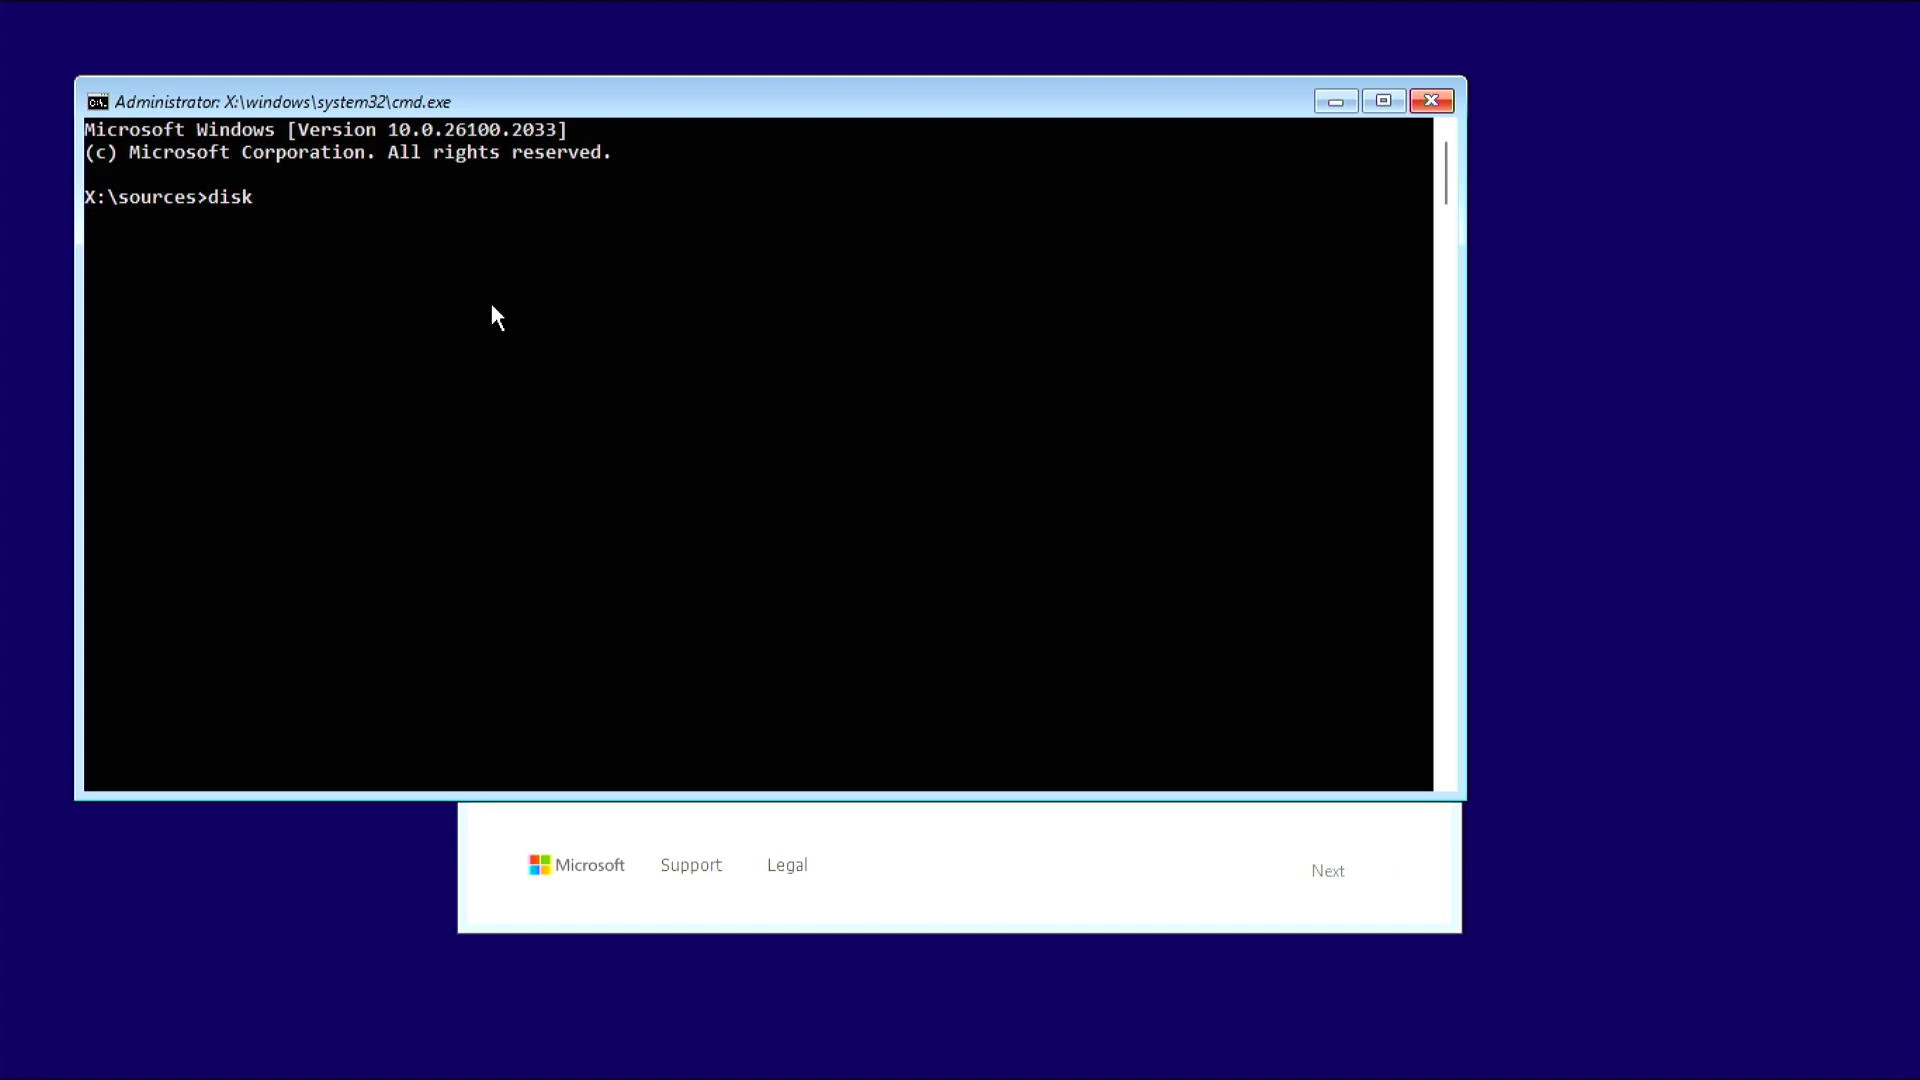 Administrator: X:\windows\system32\cmd.exe
Microsoft Windows [Version 10.0.26100.2033]
(c) Microsoft Corporation. All rights reserved.
X:\sources>disk
Microsoft Support Legal Next